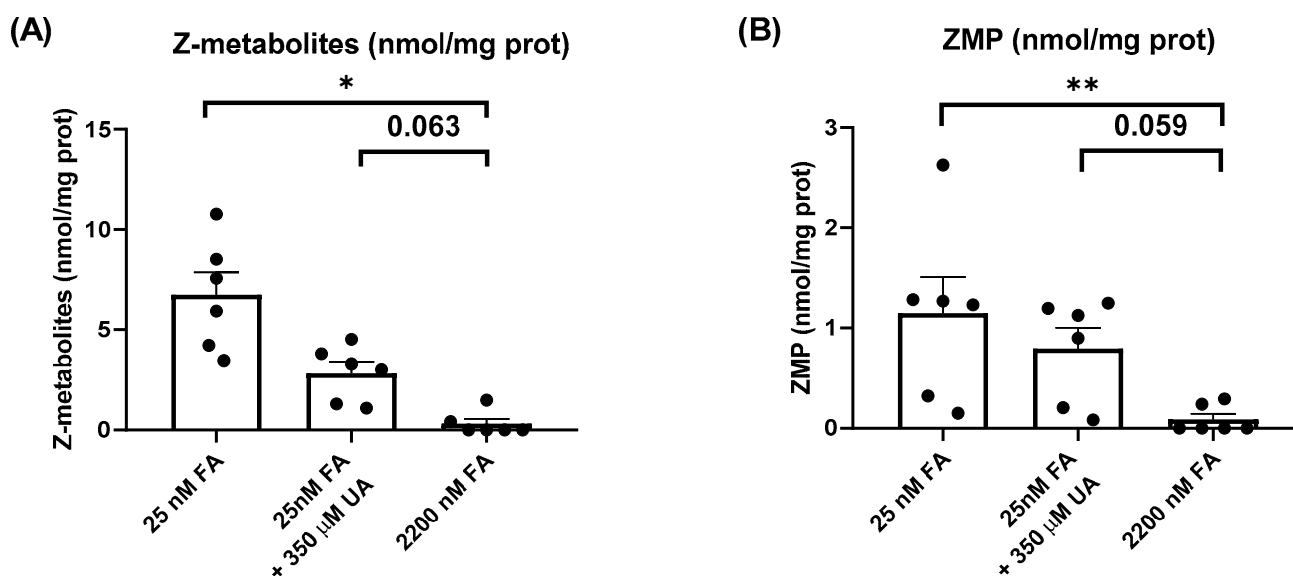 (A)
Z-metabolites (nmol/mg prot)
*
0.063
Z-metabolites (nmol/mg prot)
15
10
5
0
25 nM FA
25nM FA
+ 350 μM UA
2200 nM FA
(B)
ZMP (nmol/mg prot)
**
0.059
ZMP (nmol/mg prot)
3
2
1
0
25 nM FA
25nM FA
+ 350 μM UA
2200 nM FA